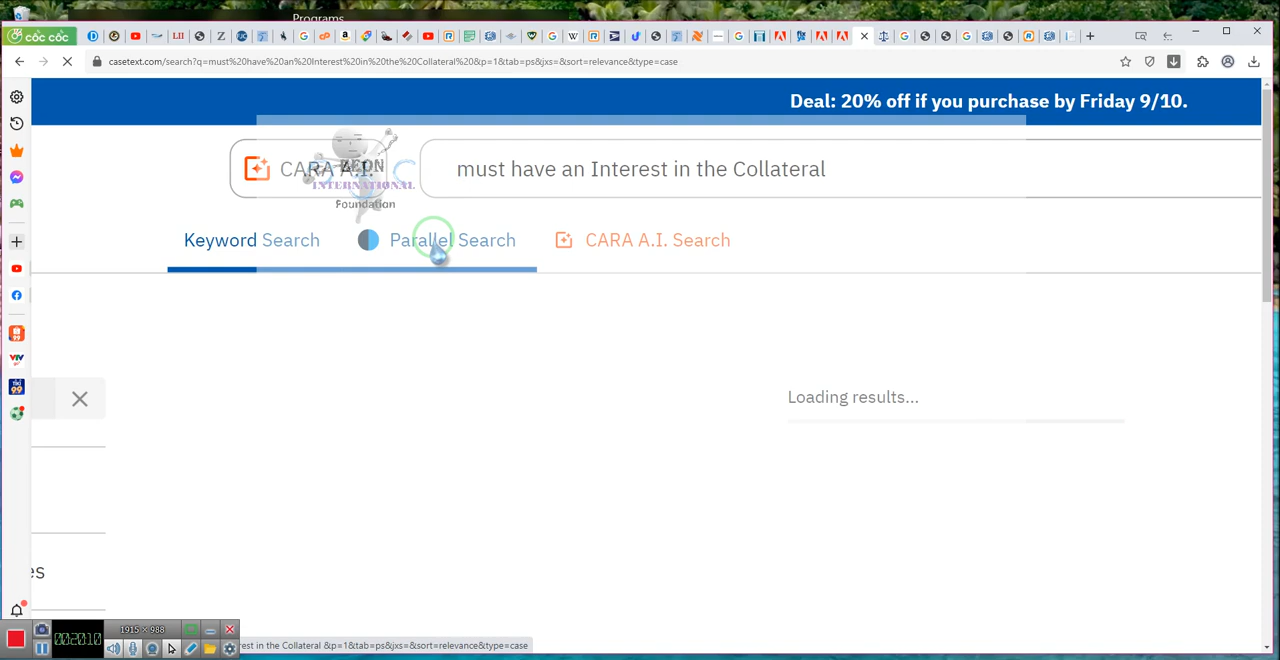 Programs
CỐC CỐC
casetext.com/search?q=must%20have%20an%20Interest%20in%20the%20Collateral%20&p=1&tab=ps&jxs=&sort=relevance&type=case
Deal: 20% off if you purchase by Friday 9/10.
CARA A.I.
ZEON
INTERNATIONAL
Foundation
must have an Interest in the Collateral
Keyword Search
Parallel Search
CARA A.I. Search
Loading results...
es
1915 × 988
002010
rest in the Collateral &p=1&tab=ps&jxs=&sort=relevance&type=case